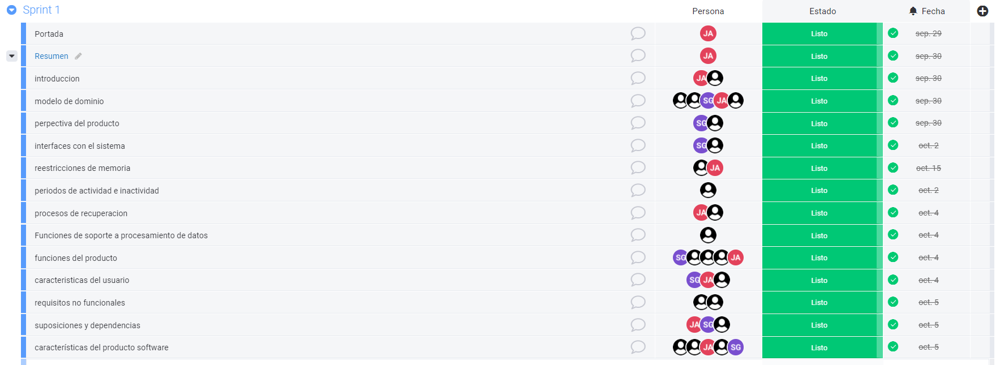 Sprint 1 Persona Estado Fecha
Portada JA Listo sep. 29
Resumen JA Listo sep. 30
introduccion JA Listo sep. 30
modelo de dominio SG JA Listo sep. 30
perpectiva del producto SG Listo sep. 30
interfaces con el sistema SG Listo oct. 2
reestricciones de memoria JA Listo oct. 15
periodos de actividad e inactividad Listo oct. 2
procesos de recuperacion JA Listo oct. 4
Funciones de soporte a procesamiento de datos Listo oct. 4
funciones del producto SG JA Listo oct. 4
caracteristicas del usuario SG JA Listo oct. 4
requisitos no funcionales Listo oct. 5
suposiciones y dependencias JA SG Listo oct. 5
características del producto software JA SG Listo oct. 5